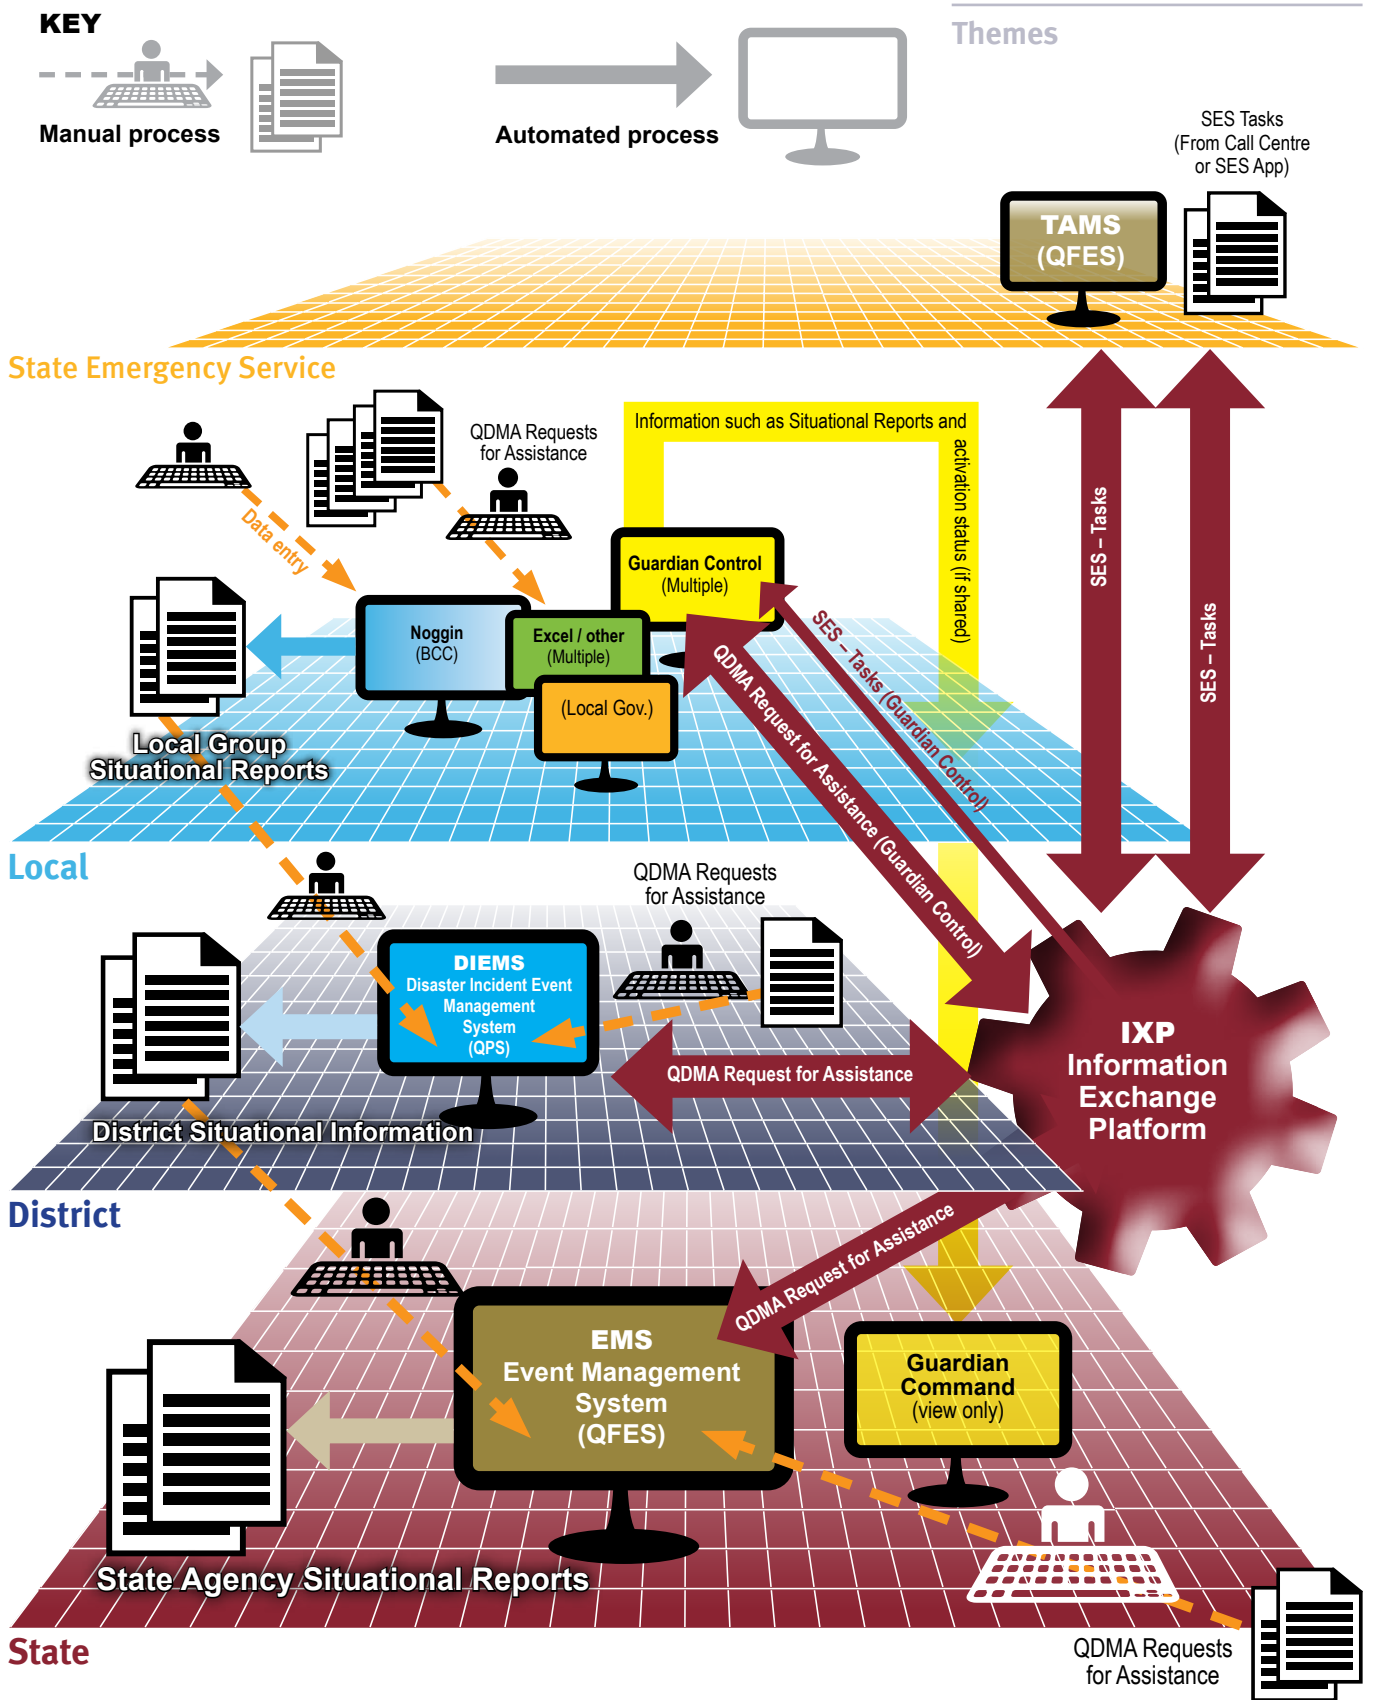 KEY
Manual process
Automated process
Themes
SES Tasks
(From Call Centre
or SES App)
TAMS
(QFES)
State Emergency Service
QDMA Requests
for Assistance
Information such as Situational Reports and
activation status (if shared)
Data entry
Guardian Control
(Multiple)
Noggin
(BCC)
Excel / other
(Multiple)
(Local Gov.)
SES – Tasks
SES – Tasks
SES – Tasks (Guardian Control)
QDMA Request for Assistance (Guardian Control)
Local Group
Situational Reports
Local
QDMA Requests
for Assistance
DIEMS
Disaster Incident Event
Management
System
(QPS)
QDMA Request for Assistance
IXP
Information
Exchange
Platform
District Situational Information
District
QDMA Request for Assistance
EMS
Event Management
System
(QFES)
Guardian
Command
(view only)
State Agency Situational Reports
State
QDMA Requests
for Assistance